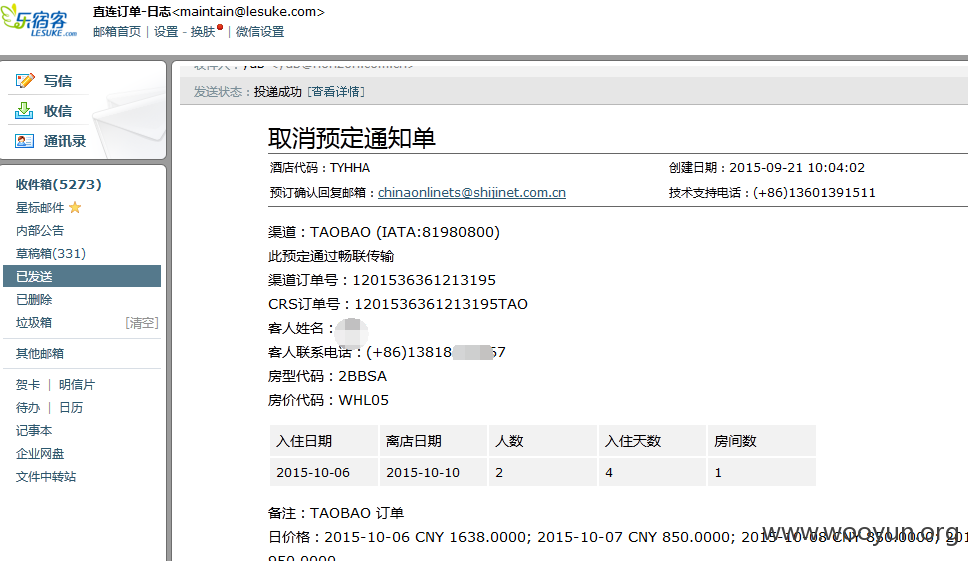 乐宿客
LESUKE.com
直连订单-日志<maintain@lesuke.com>
邮箱首页 | 设置 - 换肤 | 微信设置
写信
收信
通讯录
收件箱(5273)
星标邮件
内部公告
草稿箱(331)
已发送
已删除
垃圾箱 [清空]
其他邮箱
贺卡 | 明信片
待办 | 日历
记事本
企业网盘
文件中转站
发送状态：投递成功 [查看详情]
取消预定通知单
酒店代码：TYHHA 创建日期：2015-09-21 10:04:02
预订确认回复邮箱：chinaonlinets@shijinet.com.cn 技术支持电话：(+86)13601391511
渠道：TAOBAO (IATA:81980800)
此预定通过畅联传输
渠道订单号：1201536361213195
CRS订单号：1201536361213195TAO
客人姓名：
客人联系电话：(+86)13818 67
房型代码：2BBSA
房价代码：WHL05
入住日期 离店日期 人数 入住天数 房间数
2015-10-06 2015-10-10 2 4 1
备注：TAOBAO 订单
日价格：2015-10-06 CNY 1638.0000; 2015-10-07 CNY 850.0000; 2015-10-08 CNY 850.0000; 201
950.0000
www.wooyun.org